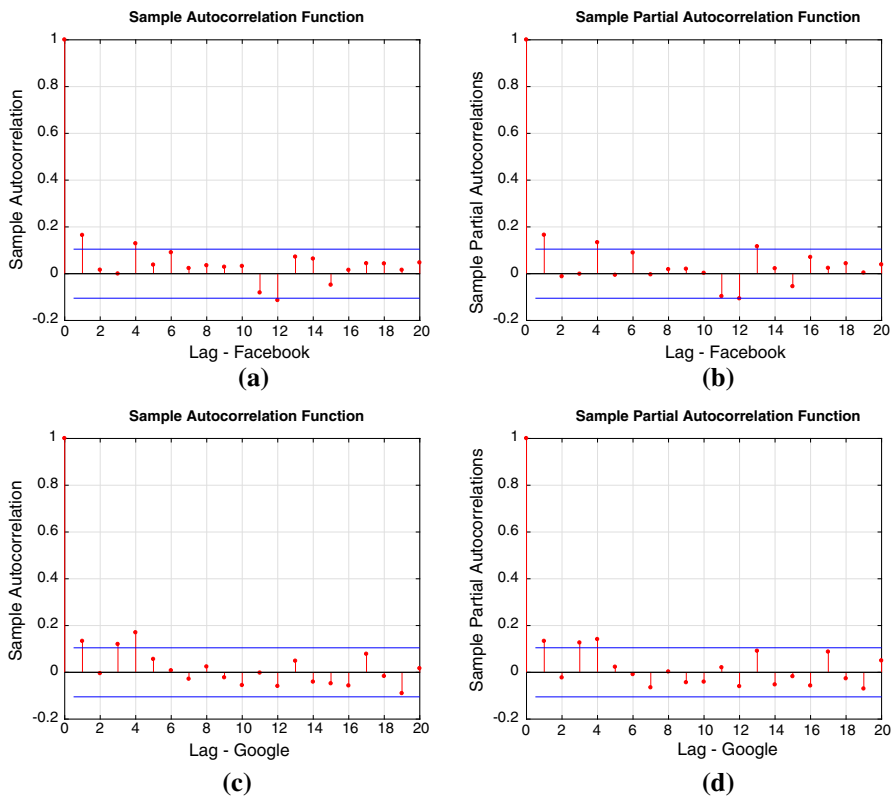 Sample Autocorrelation Function
1
0.8
0.6
0.4
0.2
0
-0.2
Sample Autocorrelation
0 2 4 6 8 10 12 14 16 18 20
Lag - Facebook
(a)
Sample Partial Autocorrelation Function
1
0.8
0.6
0.4
0.2
0
-0.2
Sample Partial Autocorrelations
0 2 4 6 8 10 12 14 16 18 20
Lag - Facebook
(b)
Sample Autocorrelation Function
1
0.8
0.6
0.4
0.2
0
-0.2
Sample Autocorrelation
0 2 4 6 8 10 12 14 16 18 20
Lag - Google
(c)
Sample Partial Autocorrelation Function
1
0.8
0.6
0.4
0.2
0
-0.2
Sample Partial Autocorrelations
0 2 4 6 8 10 12 14 16 18 20
Lag - Google
(d)